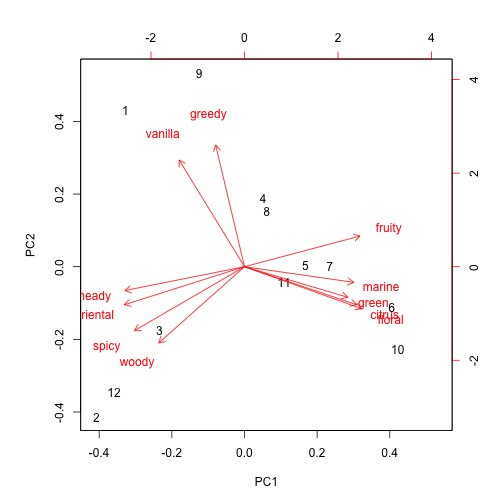 -2 0 2 4
9
4
1
greedy
0.4
vanilla
2
4
0.2
8
fruity
PC2
5 7
0.0
0
11
marine
heady
green
6
oriental
citrus
floral
3
-0.2
spicy
10
woody
-2
12
-0.4
2
-0.4 -0.2 0.0 0.2 0.4
PC1